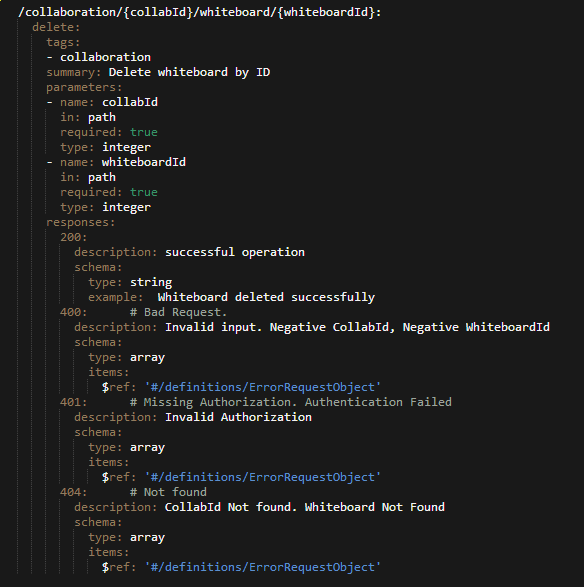 /collaboration/{collabId}/whiteboard/{whiteboardId}:
delete:
tags:
- collaboration
summary: Delete whiteboard by ID
parameters:
- name: collabId
in: path
required: true
type: integer
- name: whiteboardId
in: path
required: true
type: integer
responses:
200:
description: successful operation
schema:
type: string
example:  Whiteboard deleted successfully
400:      # Bad Request.
description: Invalid input. Negative CollabId, Negative WhiteboardId
schema:
type: array
items:
$ref: '#/definitions/ErrorRequestObject'
401:      # Missing Authorization. Authentication Failed
description: Invalid Authorization
schema:
type: array
items:
$ref: '#/definitions/ErrorRequestObject'
404:      # Not found
description: CollabId Not found. Whiteboard Not Found
schema:
type: array
items:
$ref: '#/definitions/ErrorRequestObject'